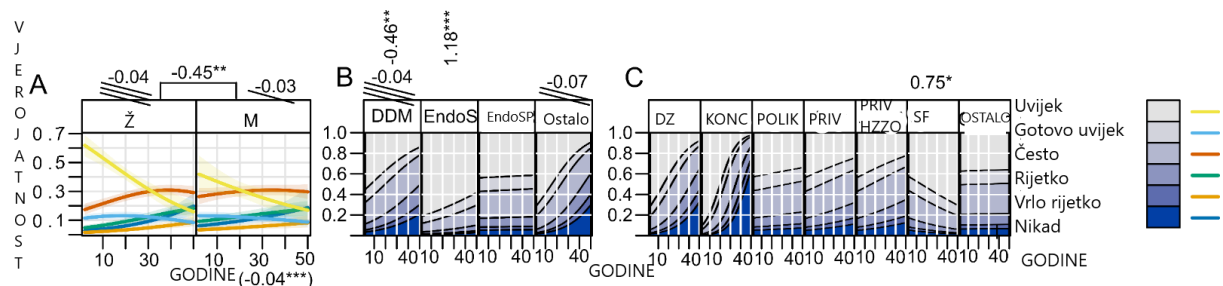 VJEROJATNOST
A
-0.04
-0.45**
-0.03
Ž
M
0.7
0.5
0.3
0.1
10 30
10 30 50
GODINE (-0.04***)
B
-0.46**
-0.04
1.18***
-0.07
DDM EndoS EndoSP Ostalo
1.0
0.8
0.6
0.4
0.2
10 40 10 40 10 40 10 40
GODINE
C
0.75*
DZ KONC POLIK PRIV PRIV HZZO SF OSTALO
1.0
0.8
0.6
0.4
0.2
10 40 10 40 10 40 10 40 10 40 10 40 10 40
GODINE
Uvijek
Gotovo uvijek
Često
Rijetko
Vrlo rijetko
Nikad